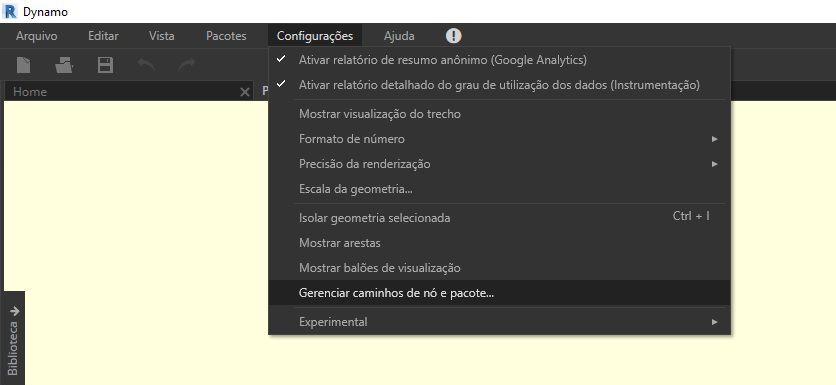 Dynamo
Arquivo Editar Vista Pacotes Configurações Ajuda
Ativar relatório de resumo anônimo (Google Analytics)
Ativar relatório detalhado do grau de utilização dos dados (Instrumentação)
Home P
Mostrar visualização do trecho
Formato de número
Precisão da renderização
Escala da geometria...
Isolar geometria selecionada Ctrl + I
Mostrar arestas
Mostrar balões de visualização
Gerenciar caminhos de nó e pacote...
Experimental
Biblioteca